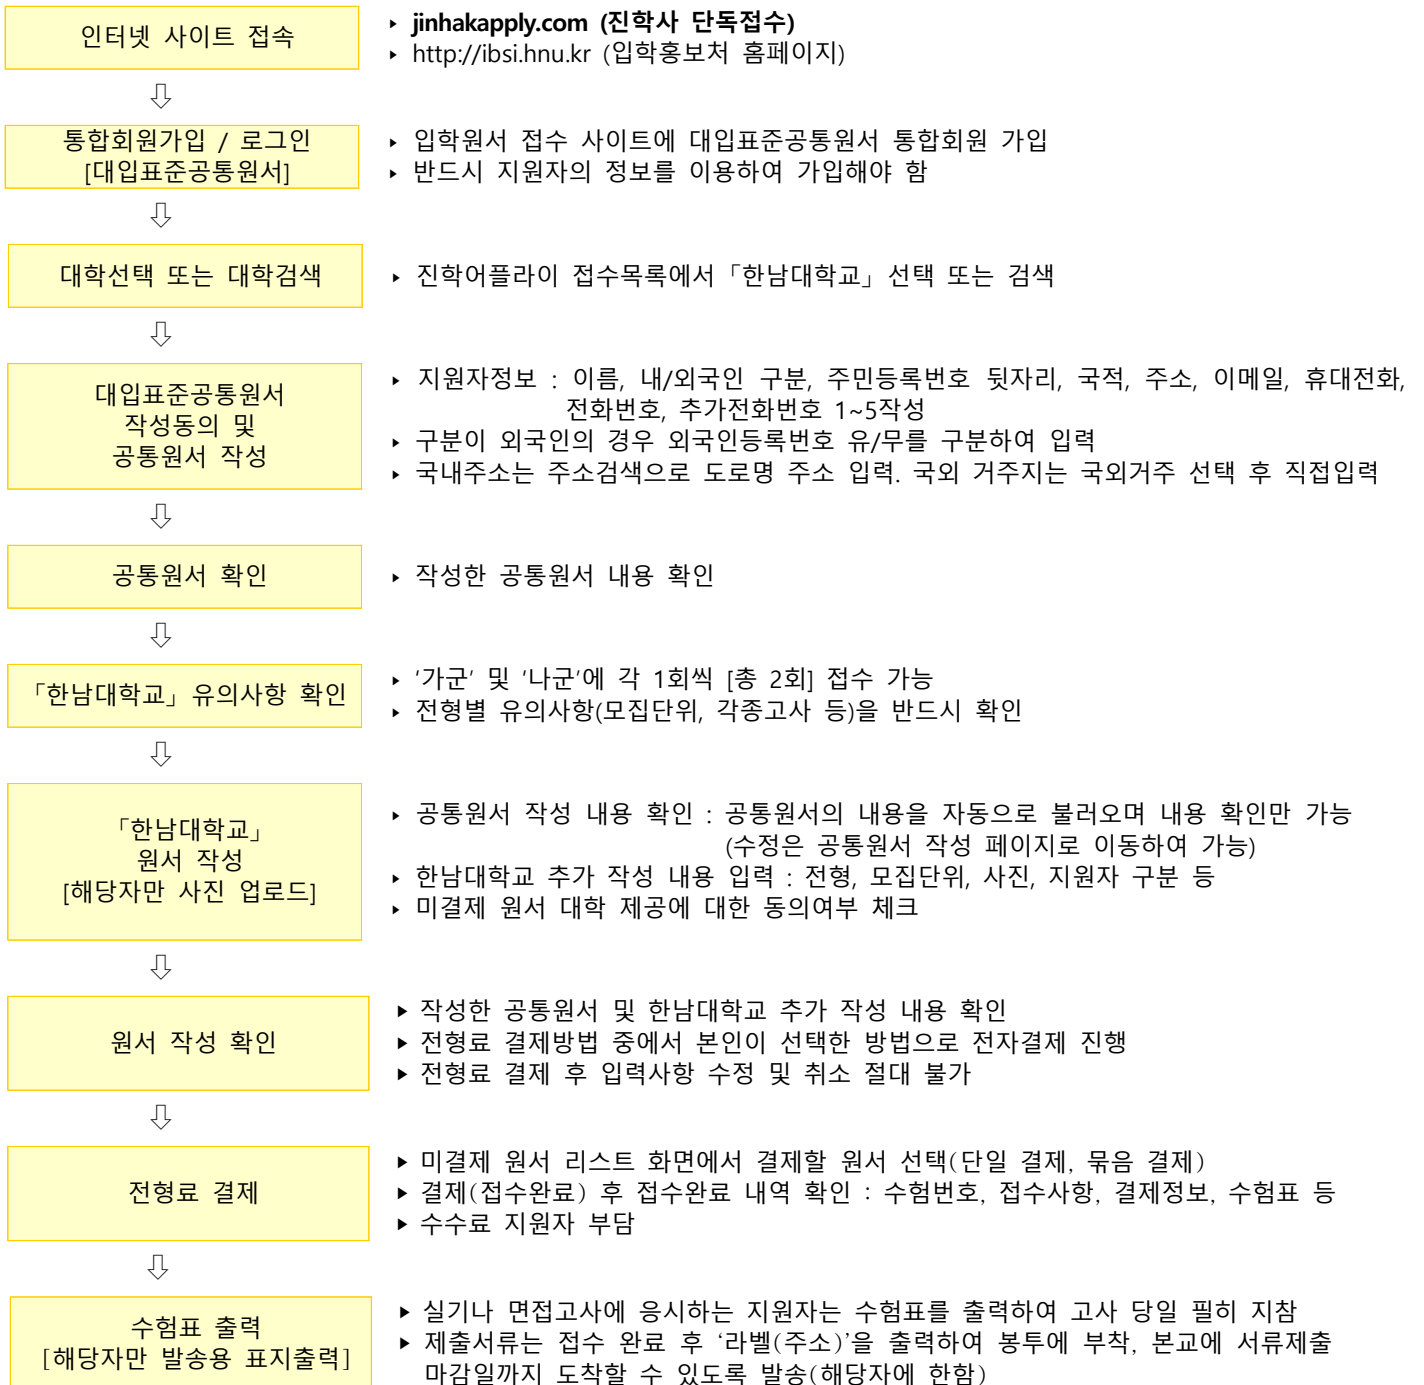 인터넷 사이트 접속
▸ jinhakapply.com (진학사 단독접수)
▸ http://ibsi.hnu.kr (입학홍보처 홈페이지)
⇩
통합회원가입 / 로그인
[대입표준공통원서]
▸ 입학원서 접수 사이트에 대입표준공통원서 통합회원 가입
▸ 반드시 지원자의 정보를 이용하여 가입해야 함
⇩
대학선택 또는 대학검색
▸ 진학어플라이 접수목록에서「한남대학교」선택 또는 검색
⇩
대입표준공통원서
작성동의 및
공통원서 작성
▸ 지원자정보 : 이름, 내/외국인 구분, 주민등록번호 뒷자리, 국적, 주소, 이메일, 휴대전화,
전화번호, 추가전화번호 1~5작성
▸ 구분이 외국인의 경우 외국인등록번호 유/무를 구분하여 입력
▸ 국내주소는 주소검색으로 도로명 주소 입력. 국외 거주지는 국외거주 선택 후 직접입력
⇩
공통원서 확인
▸ 작성한 공통원서 내용 확인
⇩
「한남대학교」유의사항 확인
▸ '가군' 및 '나군'에 각 1회씩 [총 2회] 접수 가능
▸ 전형별 유의사항(모집단위, 각종고사 등)을 반드시 확인
⇩
「한남대학교」
원서 작성
[해당자만 사진 업로드]
▸ 공통원서 작성 내용 확인 : 공통원서의 내용을 자동으로 불러오며 내용 확인만 가능
(수정은 공통원서 작성 페이지로 이동하여 가능)
▸ 한남대학교 추가 작성 내용 입력 : 전형, 모집단위, 사진, 지원자 구분 등
▸ 미결제 원서 대학 제공에 대한 동의여부 체크
⇩
원서 작성 확인
▸ 작성한 공통원서 및 한남대학교 추가 작성 내용 확인
▸ 전형료 결제방법 중에서 본인이 선택한 방법으로 전자결제 진행
▸ 전형료 결제 후 입력사항 수정 및 취소 절대 불가
⇩
전형료 결제
▸ 미결제 원서 리스트 화면에서 결제할 원서 선택(단일 결제, 묶음 결제)
▸ 결제(접수완료) 후 접수완료 내역 확인 : 수험번호, 접수사항, 결제정보, 수험표 등
▸ 수수료 지원자 부담
⇩
수험표 출력
[해당자만 발송용 표지출력]
▸ 실기나 면접고사에 응시하는 지원자는 수험표를 출력하여 고사 당일 필히 지참
▸ 제출서류는 접수 완료 후 '라벨(주소)'을 출력하여 봉투에 부착, 본교에 서류제출
마감일까지 도착할 수 있도록 발송(해당자에 한함)